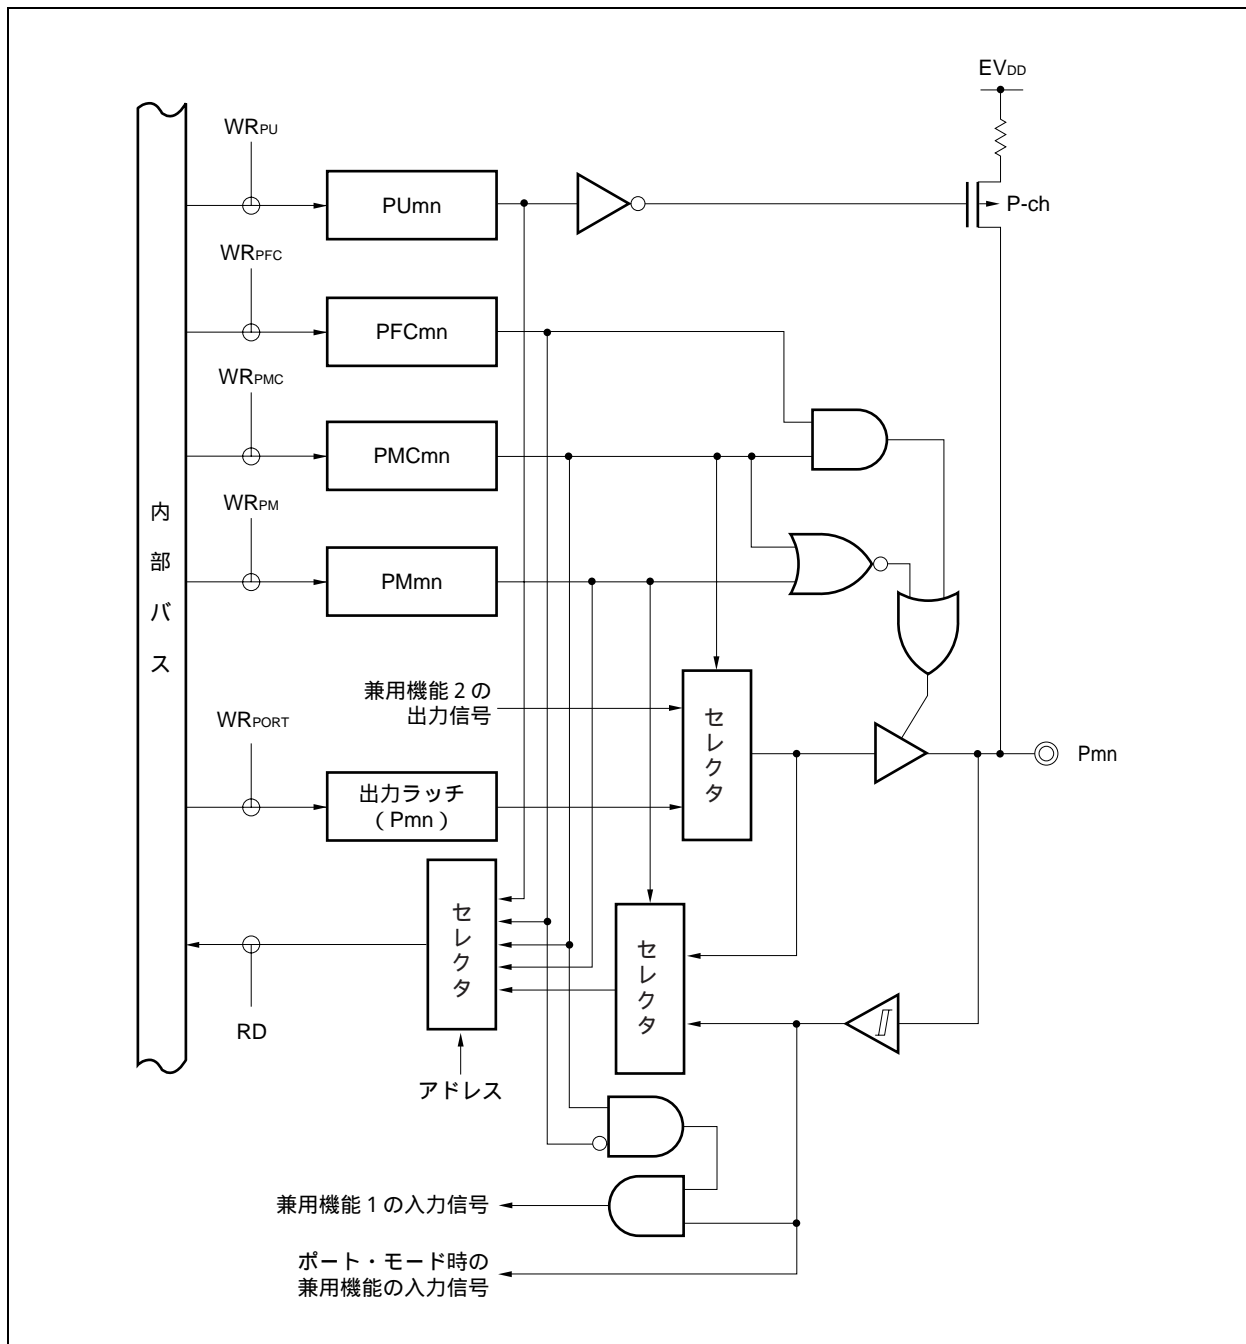 EVDD
WRPU
PUmn
P-ch
WRPFC
PFCmn
WRPMC
PMCmn
WRPM
PMmn
内部バス
兼用機能2の
出力信号
セレクタ
WRPORT
出力ラッチ
(Pmn)
Pmn
セレクタ
セレクタ
RD
アドレス
兼用機能1の入力信号
ポート・モード時の
兼用機能の入力信号